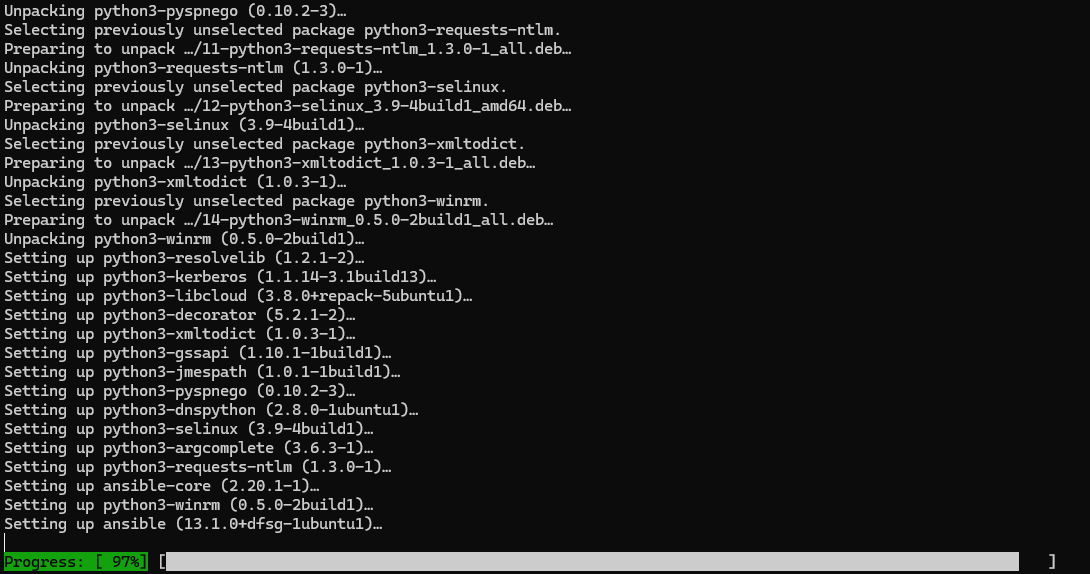 Unpacking python3-pyspnego (0.10.2-3)…
Selecting previously unselected package python3-requests-ntlm.
Preparing to unpack …/11-python3-requests-ntlm_1.3.0-1_all.deb…
Unpacking python3-requests-ntlm (1.3.0-1)…
Selecting previously unselected package python3-selinux.
Preparing to unpack …/12-python3-selinux_3.9-4build1_amd64.deb…
Unpacking python3-selinux (3.9-4build1)…
Selecting previously unselected package python3-xmltodict.
Preparing to unpack …/13-python3-xmltodict_1.0.3-1_all.deb…
Unpacking python3-xmltodict (1.0.3-1)…
Selecting previously unselected package python3-winrm.
Preparing to unpack …/14-python3-winrm_0.5.0-2build1_all.deb…
Unpacking python3-winrm (0.5.0-2build1)…
Setting up python3-resolvelib (1.2.1-2)…
Setting up python3-kerberos (1.1.14-3.1build13)…
Setting up python3-libcloud (3.8.0+repack-5ubuntu1)…
Setting up python3-decorator (5.2.1-2)…
Setting up python3-xmltodict (1.0.3-1)…
Setting up python3-gssapi (1.10.1-1build1)…
Setting up python3-jmespath (1.0.1-1build1)…
Setting up python3-pyspnego (0.10.2-3)…
Setting up python3-dnspython (2.8.0-1ubuntu1)…
Setting up python3-selinux (3.9-4build1)…
Setting up python3-argcomplete (3.6.3-1)…
Setting up python3-requests-ntlm (1.3.0-1)…
Setting up ansible-core (2.20.1-1)…
Setting up python3-winrm (0.5.0-2build1)…
Setting up ansible (13.1.0+dfsg-1ubuntu1)…
Progress: [ 97%] [ ]